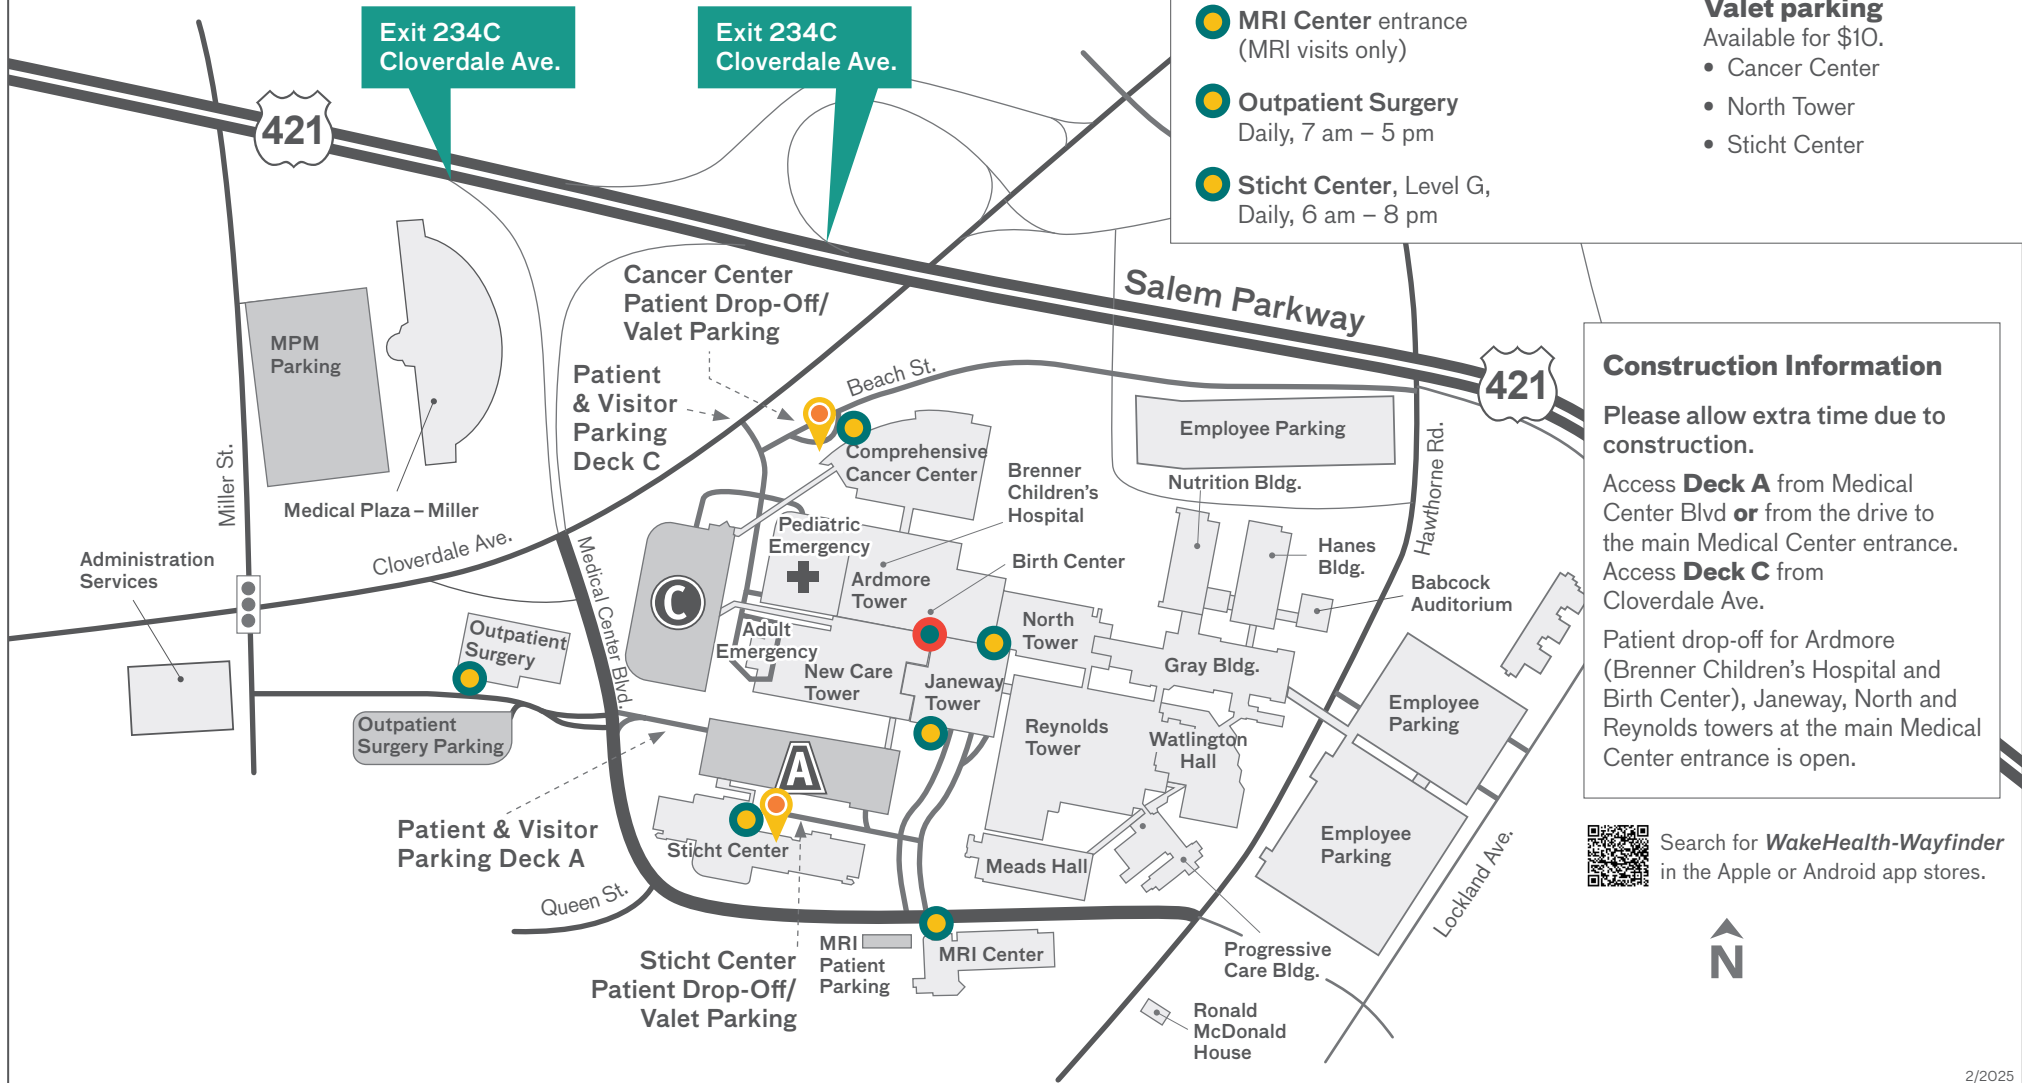 Exit 234C
Cloverdale Ave.
Exit 234C
Cloverdale Ave.
MRI Center entrance
(MRI visits only)
Outpatient Surgery
Daily, 7 am – 5 pm
Sticht Center, Level G,
Daily, 6 am – 8 pm
Valet parking
Available for $10.
• Cancer Center
• North Tower
• Sticht Center
421
Salem Parkway
421
Cancer Center
Patient Drop-Off/
Valet Parking
Patient
& Visitor
Parking
Deck C
Beach St.
MPM
Parking
Medical Plaza – Miller
Miller St.
Cloverdale Ave.
Administration
Services
Medical Center Blvd.
Outpatient
Surgery
Outpatient
Surgery Parking
Comprehensive
Cancer Center
Brenner
Children's
Hospital
Birth Center
Pediatric
Emergency
Ardmore
Tower
C
Adult
Emergency
New Care
Tower
North
Tower
Janeway
Tower
Reynolds
Tower
Employee Parking
Nutrition Bldg.
Hanes
Bldg.
Babcock
Auditorium
Gray Bldg.
Watlington
Hall
Hawthorne Rd.
Employee
Parking
Employee
Parking
Lockland Ave.
A
Patient & Visitor
Parking Deck A
Sticht Center
Queen St.
Meads Hall
Sticht Center
Patient Drop-Off/
Valet Parking
MRI
Patient
Parking
MRI Center
Progressive
Care Bldg.
Ronald
McDonald
House
Construction Information
Please allow extra time due to
construction.
Access Deck A from Medical
Center Blvd or from the drive to
the main Medical Center entrance.
Access Deck C from
Cloverdale Ave.
Patient drop-off for Ardmore
(Brenner Children's Hospital and
Birth Center), Janeway, North and
Reynolds towers at the main Medical
Center entrance is open.
Search for WakeHealth-Wayfinder
in the Apple or Android app stores.
N
2/2025